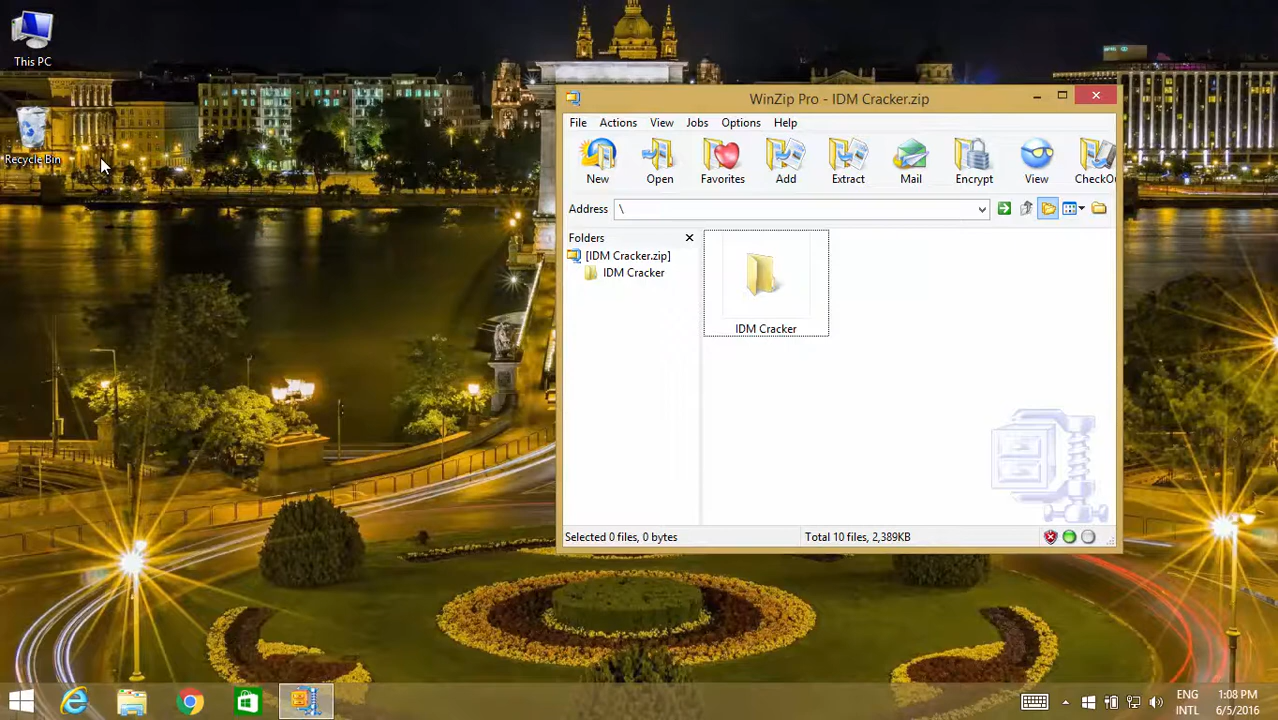 This PC
Recycle Bin
WinZip Pro - IDM Cracker.zip
File Actions View Jobs Options Help
New Open Favorites Add Extract Mail Encrypt View CheckOu
Address \
Folders
[IDM Cracker.zip]
IDM Cracker
IDM Cracker
Selected 0 files, 0 bytes
Total 10 files, 2,389KB
ENG 1:08 PM
INTL 6/5/2016